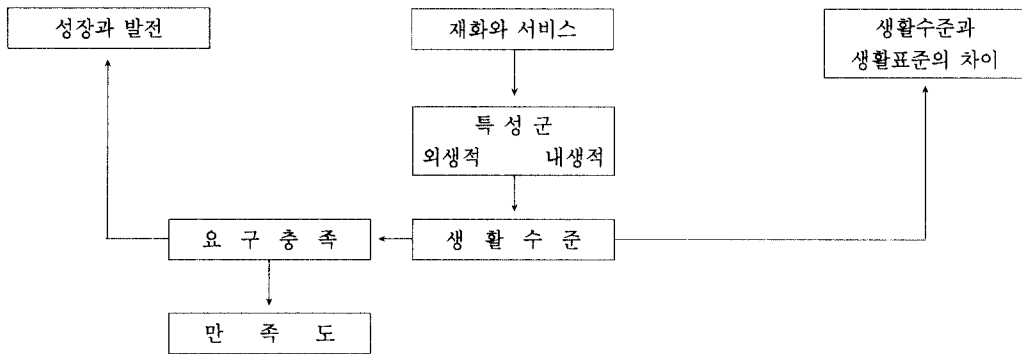 성장과 발전
재화와 서비스
생활수준과
생활표준의 차이
특성군
외생적 내생적
요구충족
생활수준
만족도